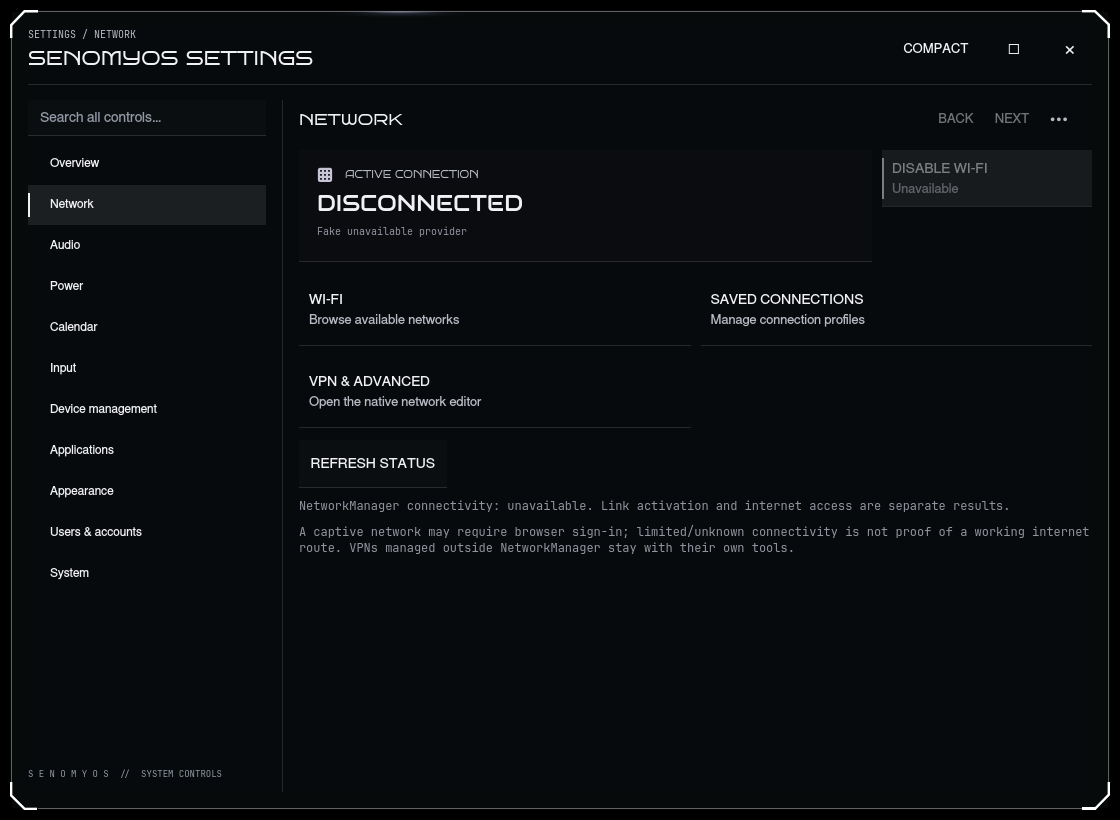 SETTINGS / NETWORK
SENOMYOS SETTINGS
COMPACT
Search all controls...
Overview
Network
Audio
Power
Calendar
Input
Device management
Applications
Appearance
Users & accounts
System
SENOMYOS // SYSTEM CONTROLS
NETWORK
BACK NEXT
ACTIVE CONNECTION
DISCONNECTED
Fake unavailable provider
DISABLE WI-FI
Unavailable
WI-FI
Browse available networks
SAVED CONNECTIONS
Manage connection profiles
VPN & ADVANCED
Open the native network editor
REFRESH STATUS
NetworkManager connectivity: unavailable. Link activation and internet access are separate results.
A captive network may require browser sign-in; limited/unknown connectivity is not proof of a working internet
route. VPNs managed outside NetworkManager stay with their own tools.